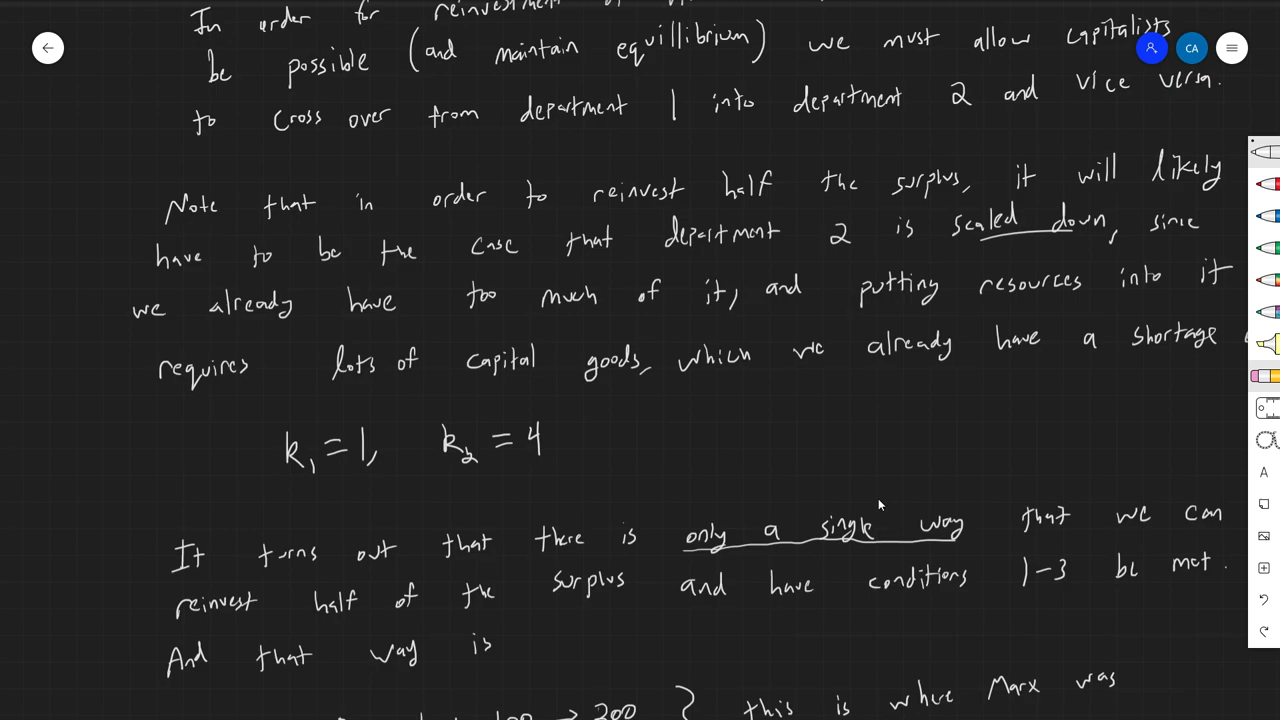 In order for reinvestment
be possible (and maintain equillibrium) we must allow capitalists
to cross over from department 1 into department 2 and vice versa.
Note that in order to reinvest half the surplus, it will likely
have to be the case that department 2 is scaled down, since
we already have too much of it, and putting resources into it
requires lots of capital goods, which we already have a shortage
k₁ = 1, k₂ = 4
It turns out that there is only a single way that we can
reinvest half of the surplus and have conditions 1-3 be met.
And that way is
→ 200 } this is where Marx was
CA
A